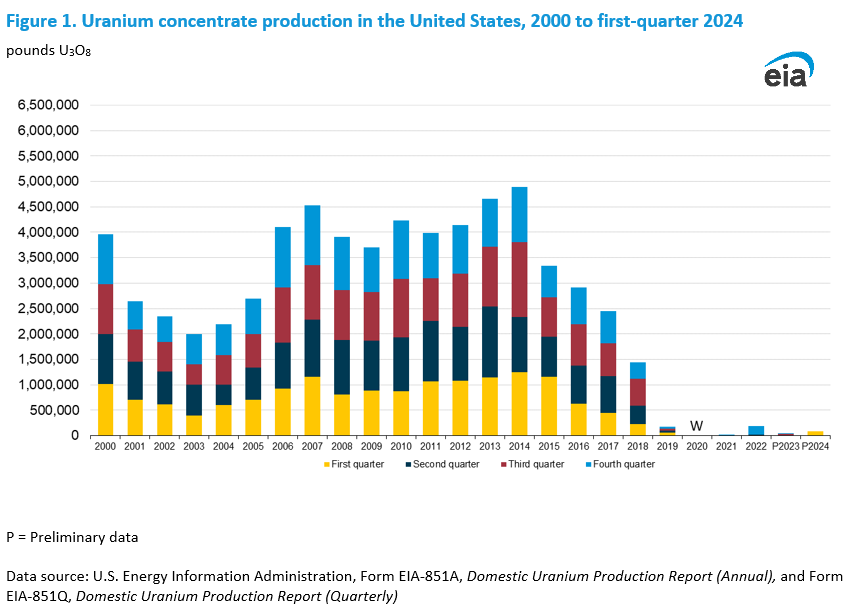 Figure 1. Uranium concentrate production in the United States, 2000 to first-quarter 2024
pounds U₃O₈
eia
6,500,000
6,000,000
5,500,000
5,000,000
4,500,000
4,000,000
3,500,000
3,000,000
2,500,000
2,000,000
1,500,000
1,000,000
500,000
0
W
2000 2001 2002 2003 2004 2005 2006 2007 2008 2009 2010 2011 2012 2013 2014 2015 2016 2017 2018 2019 2020 2021 2022 P2023 P2024
First quarter Second quarter Third quarter Fourth quarter
P = Preliminary data
Data source: U.S. Energy Information Administration, Form EIA-851A, Domestic Uranium Production Report (Annual), and Form
EIA-851Q, Domestic Uranium Production Report (Quarterly)